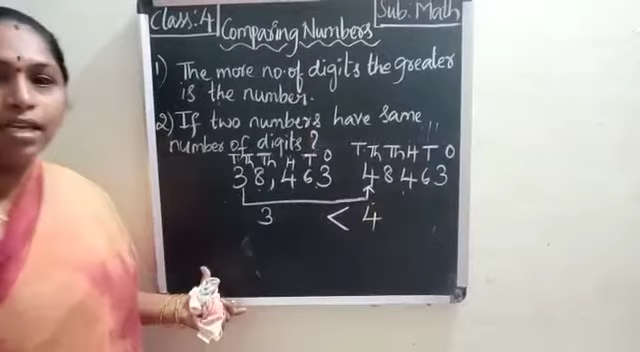 Class: 4
Sub: Math
Comparing Numbers
1) The more no. of digits the greater
is the number.
2) If two numbers have same
number of digits?
T Th Th H T O
T Th Th H T O
38,463
48463
3 < 4